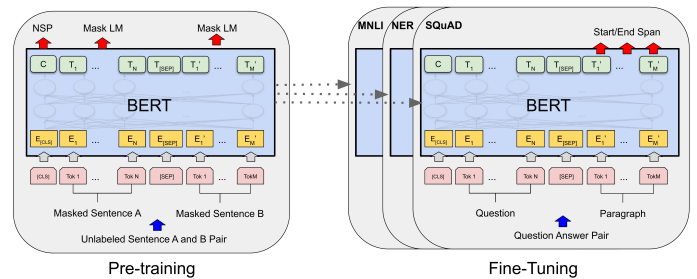 NSP Mask LM Mask LM
C T1 ... TN T[SEP] T1' ... TM'
BERT
E[CLS] E1 ... EN E[SEP] E1' ... EM'
[CLS] Tok 1 ... Tok N [SEP] Tok 1 ... TokM
Masked Sentence A Masked Sentence B
Unlabeled Sentence A and B Pair
Pre-training
MNLI NER SQuAD Start/End Span
C T1 ... TN T[SEP] T1' ... TM'
BERT
E[CLS] E1 ... EN E[SEP] E1' ... EM'
[CLS] Tok 1 ... Tok N [SEP] Tok 1 ... TokM
Question Paragraph
Question Answer Pair
Fine-Tuning